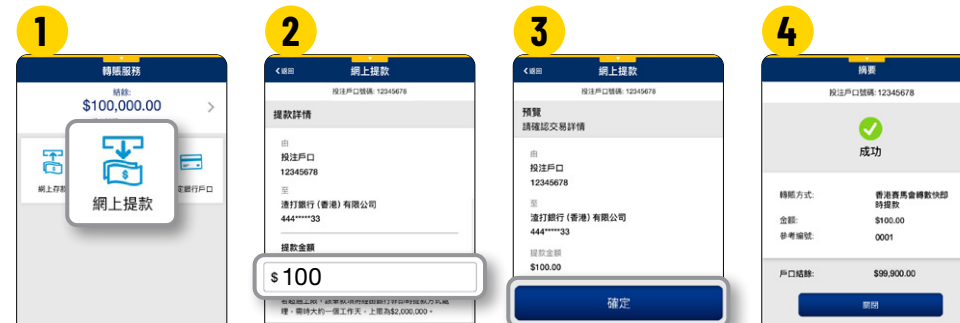 1
轉賬服務
結餘:
$100,000.00
網上存款
網上提款
定銀行戶口
2
返回
網上提款
投注戶口號碼: 12345678
提款詳情
由
投注戶口
12345678
至
渣打銀行 (香港) 有限公司
444*****33
提款金額
$ 100
理,需時大約一個工作天,上限為$2,000,000。
3
返回
網上提款
投注戶口號碼: 12345678
預覽
請確認交易詳情
由
投注戶口
12345678
至
渣打銀行 (香港) 有限公司
444*****33
提款金額
$100.00
確定
4
摘要
投注戶口號碼: 12345678
成功
轉賬方式:
香港賽馬會轉數快即
時提款
金額:
$100.00
參考編號:
0001
戶口結餘:
$99,900.00
關閉